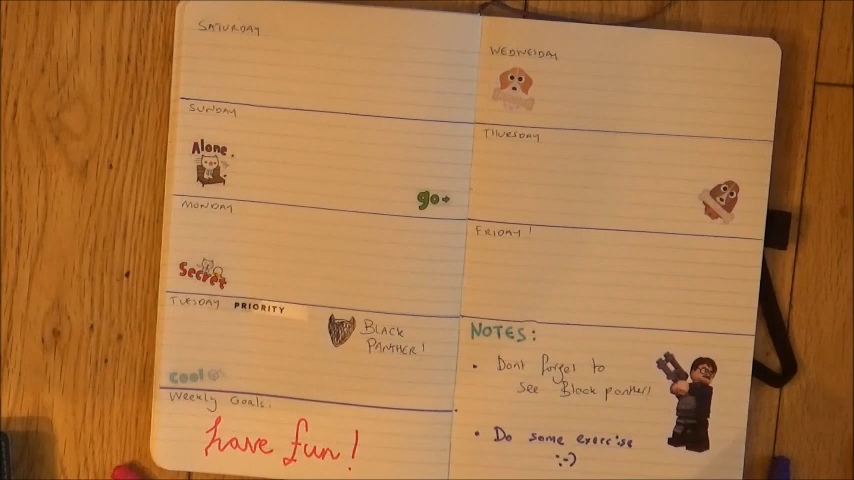 SATURDAY
SUNDAY
Alone.
go
MONDAY
Secret
TUESDAY PRIORITY
BLACK
PANTHER!
cool
Weekly Goals:
have fun!
WEDNESDAY
THURSDAY
FRIDAY!
NOTES:
• Dont forget to
see Black panther!!
• Do some exercise
:-)